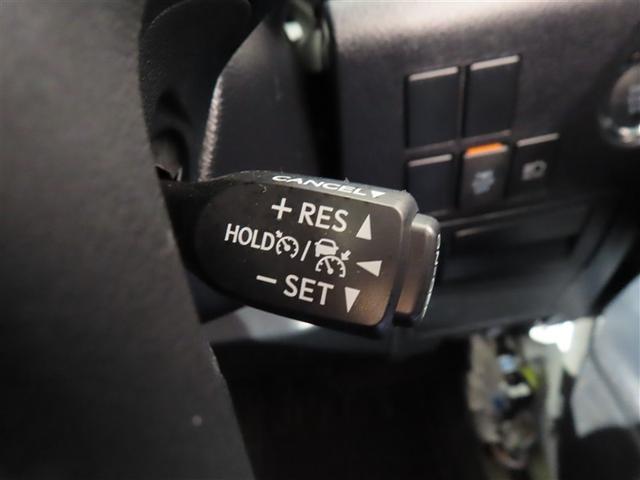 CANCEL▼
+ RES ▲
HOLD / ◀
− SET ▼